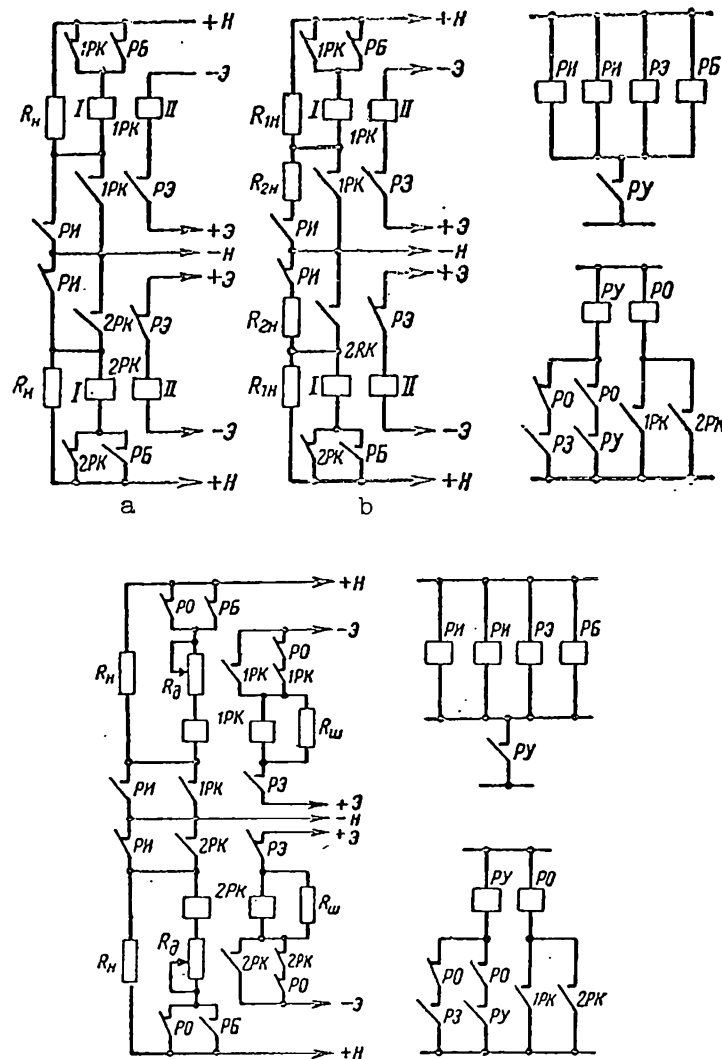 +Н
1РК РБ
-Э
Rн I 1РК II
1РК РЭ
РИ +Э
-Н
РИ +Э
2РК РЭ
2РК
Rн I II
-Э
2РК РБ
+Н
a
+Н
1РК РБ
-Э
R1н I 1РК II
R2н 1РК РЭ
РИ +Э
-Н
РИ +Э
R2н РЭ
2RК
R1н I II
-Э
2РК РБ
+Н
b
РИ РИ РЭ РБ
РУ
РУ РО
РО РО 1РК 2РК
РЗ РУ
+Н
РО РБ
-Э
Rн Rд 1РК РО
1РК
1РК Rш
РИ 1РК РЭ
+Э
-Н
РИ 2РК РЭ +Э
2РК Rш
Rн Rд 2РК 2РК
РО
-Э
РО РБ
+Н
РИ РИ РЭ РБ
РУ
РУ РО
РО РО 1РК 2РК
РЗ РУ